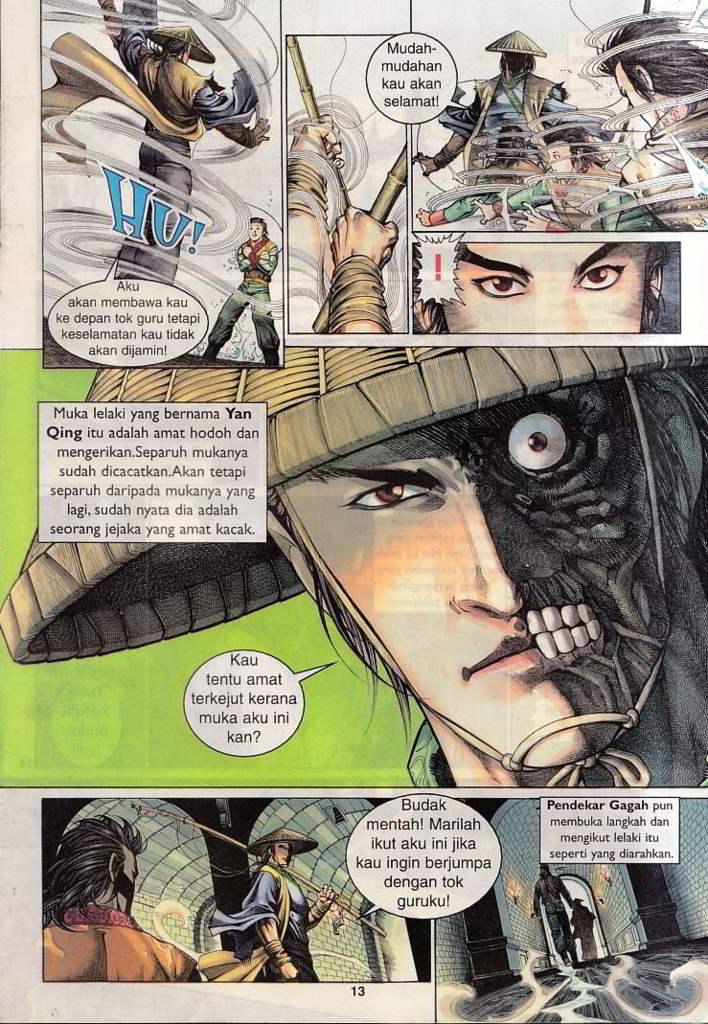 HU!
Aku
akan membawa kau
ke depan tok guru tetapi
keselamatan kau tidak
akan dijamin!
Mudah-
mudahan
kau akan
selamat!
!
Muka lelaki yang bernama Yan
Qing itu adalah amat hodoh dan
mengerikan.Separuh mukanya
sudah dicacatkan.Akan tetapi
separuh daripada mukanya yang
lagi, sudah nyata dia adalah
seorang jejaka yang amat kacak.
Kau
tentu amat
terkejut kerana
muka aku ini
kan?
Budak
mentah! Marilah
ikut aku ini jika
kau ingin berjumpa
dengan tok
guruku!
Pendekar Gagah pun
membuka langkah dan
mengikut lelaki itu
seperti yang diarahkan.
13